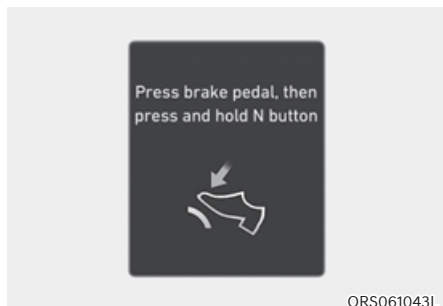 Press brake pedal, then
press and hold N button
ORS061043L